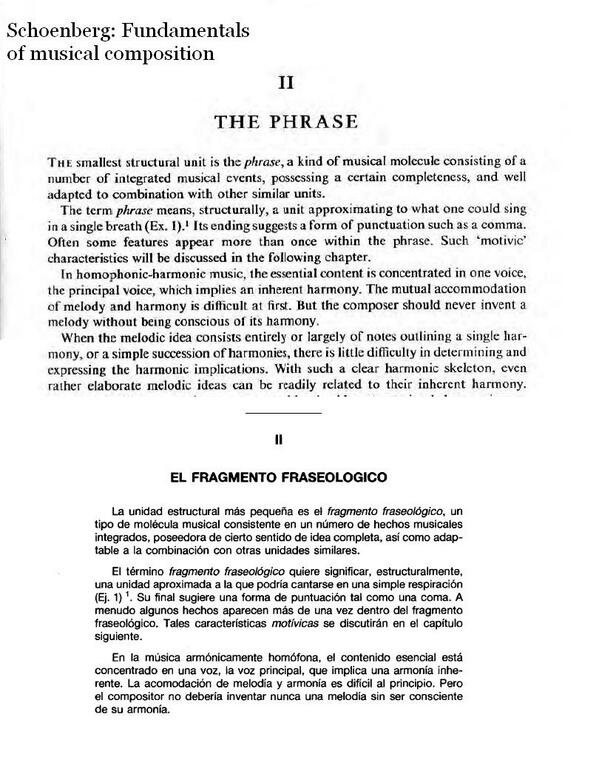 Schoenberg: Fundamentals
of musical composition
II
THE PHRASE
THE smallest structural unit is the phrase, a kind of musical molecule consisting of a
number of integrated musical events, possessing a certain completeness, and well
adapted to combination with other similar units.
The term phrase means, structurally, a unit approximating to what one could sing
in a single breath (Ex. 1).¹ Its ending suggests a form of punctuation such as a comma.
Often some features appear more than once within the phrase. Such ‘motivic’
characteristics will be discussed in the following chapter.
In homophonic-harmonic music, the essential content is concentrated in one voice,
the principal voice, which implies an inherent harmony. The mutual accommodation
of melody and harmony is difficult at first. But the composer should never invent a
melody without being conscious of its harmony.
When the melodic idea consists entirely or largely of notes outlining a single har-
mony, or a simple succession of harmonies, there is little difficulty in determining and
expressing the harmonic implications. With such a clear harmonic skeleton, even
rather elaborate melodic ideas can be readily related to their inherent harmony.
II
EL FRAGMENTO FRASEOLOGICO
La unidad estructural más pequeña es el fragmento fraseológico, un
tipo de molécula musical consistente en un número de hechos musicales
integrados, poseedora de cierto sentido de idea completa, así como adap-
table a la combinación con otras unidades similares.
El término fragmento fraseológico quiere significar, estructuralmente,
una unidad aproximada a la que podría cantarse en una simple respiración
(Ej. 1) ¹. Su final sugiere una forma de puntuación tal como una coma. A
menudo algunos hechos aparecen más de una vez dentro del fragmento
fraseológico. Tales características motívicas se discutirán en el capítulo
siguiente.
En la música armónicamente homófona, el contenido esencial está
concentrado en una voz, la voz principal, que implica una armonía inhe-
rente. La acomodación de melodía y armonía es difícil al principio. Pero
el compositor no debería inventar nunca una melodía sin ser consciente
de su armonía.